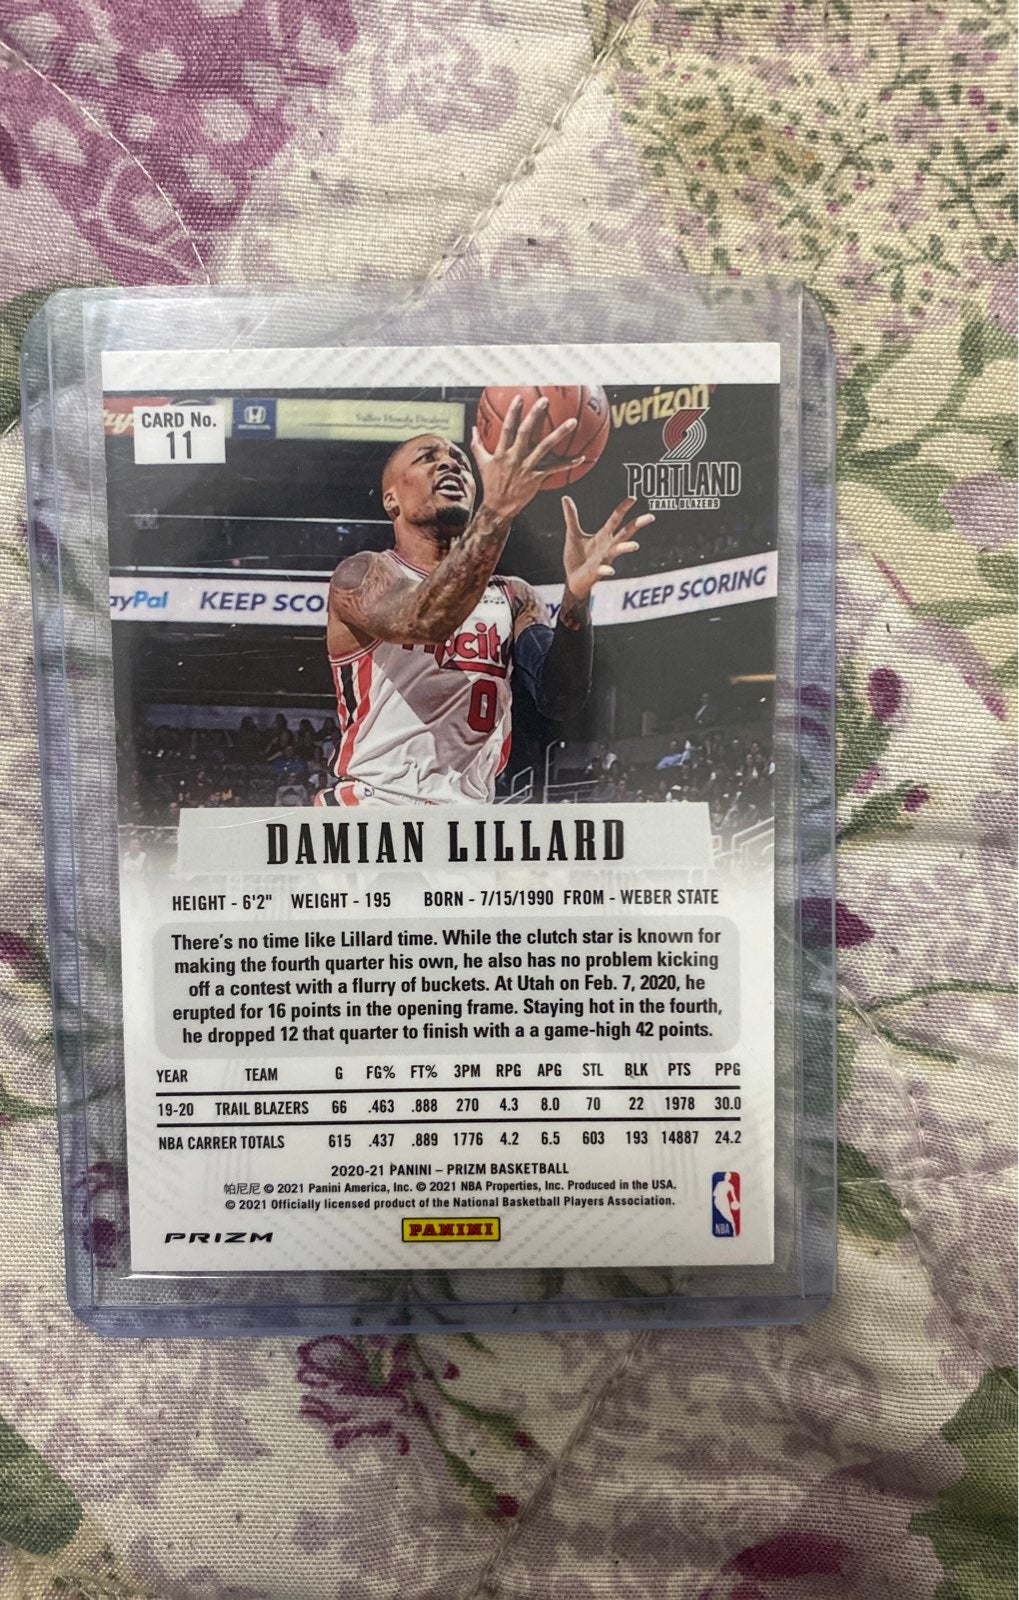 verizon
CARD No.
11
Valley Honda Dealers
PORTLAND
TRAIL BLAZERS
ayPal KEEP SCO KEEP SCORING
ripcity
0
DAMIAN LILLARD
HEIGHT - 6'2" WEIGHT - 195 BORN - 7/15/1990 FROM - WEBER STATE
There's no time like Lillard time. While the clutch star is known for
making the fourth quarter his own, he also has no problem kicking
off a contest with a flurry of buckets. At Utah on Feb. 7, 2020, he
erupted for 16 points in the opening frame. Staying hot in the fourth,
he dropped 12 that quarter to finish with a a game-high 42 points.
YEAR TEAM G FG% FT% 3PM RPG APG STL BLK PTS PPG
19-20 TRAIL BLAZERS 66 .463 .888 270 4.3 8.0 70 22 1978 30.0
NBA CARRER TOTALS 615 .437 .889 1776 4.2 6.5 603 193 14887 24.2
2020-21 PANINI – PRIZM BASKETBALL
帕尼尼 © 2021 Panini America, Inc. © 2021 NBA Properties, Inc. Produced in the USA.
© 2021 Officially licensed product of the National Basketball Players Association.
PRIZM PANINI NBA